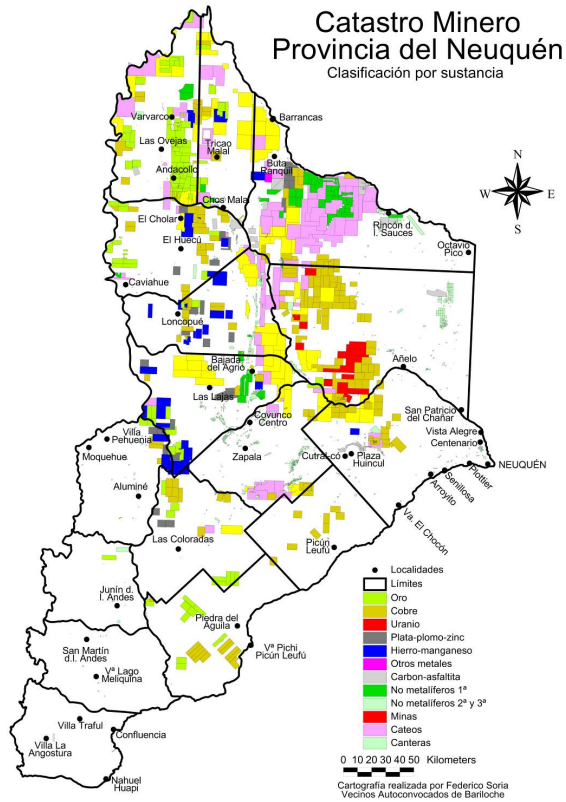 Catastro Minero
Provincia del Neuquén
Clasificación por sustancia
N
W
E
S
Varvarco
Barrancas
Las Ovejas
Tricao
Malal
Buta
Ranquil
Andacollo
Chos Malal
El Cholar
Rincón d.
l. Sauces
El Huecú
Octavio
Pico
Caviahue
Loncopué
Bajada
del Agrio
Añelo
Las Lajas
San Patricio
del Chañar
Covunco
Centro
Villa
Pehuenia
Vista Alegre
Centenario
Moquehue
Zapala
Cutral-có
Plaza
Huincul
NEUQUÉN
Plottier
Senillosa
Arroyito
Aluminé
Va. El Chocón
Las Coloradas
Picún
Leufú
Junín d.
l. Andes
Piedra del
Aguila
San Martín
d.l. Andes
Vª Pichi
Picún Leufú
Vª Lago
Meliquina
Villa Traful
Confluencia
Villa La
Angostura
Nahuel
Huapi
Localidades
Límites
Oro
Cobre
Uranio
Plata-plomo-zinc
Hierro-manganeso
Otros metales
Carbon-asfaltita
No metalíferos 1ª
No metalíferos 2ª y 3ª
Minas
Cateos
Canteras
0 10 20 30 40 50 Kilometers
Cartografía realizada por Federico Soria
Vecinos Autoconvocados de Bariloche